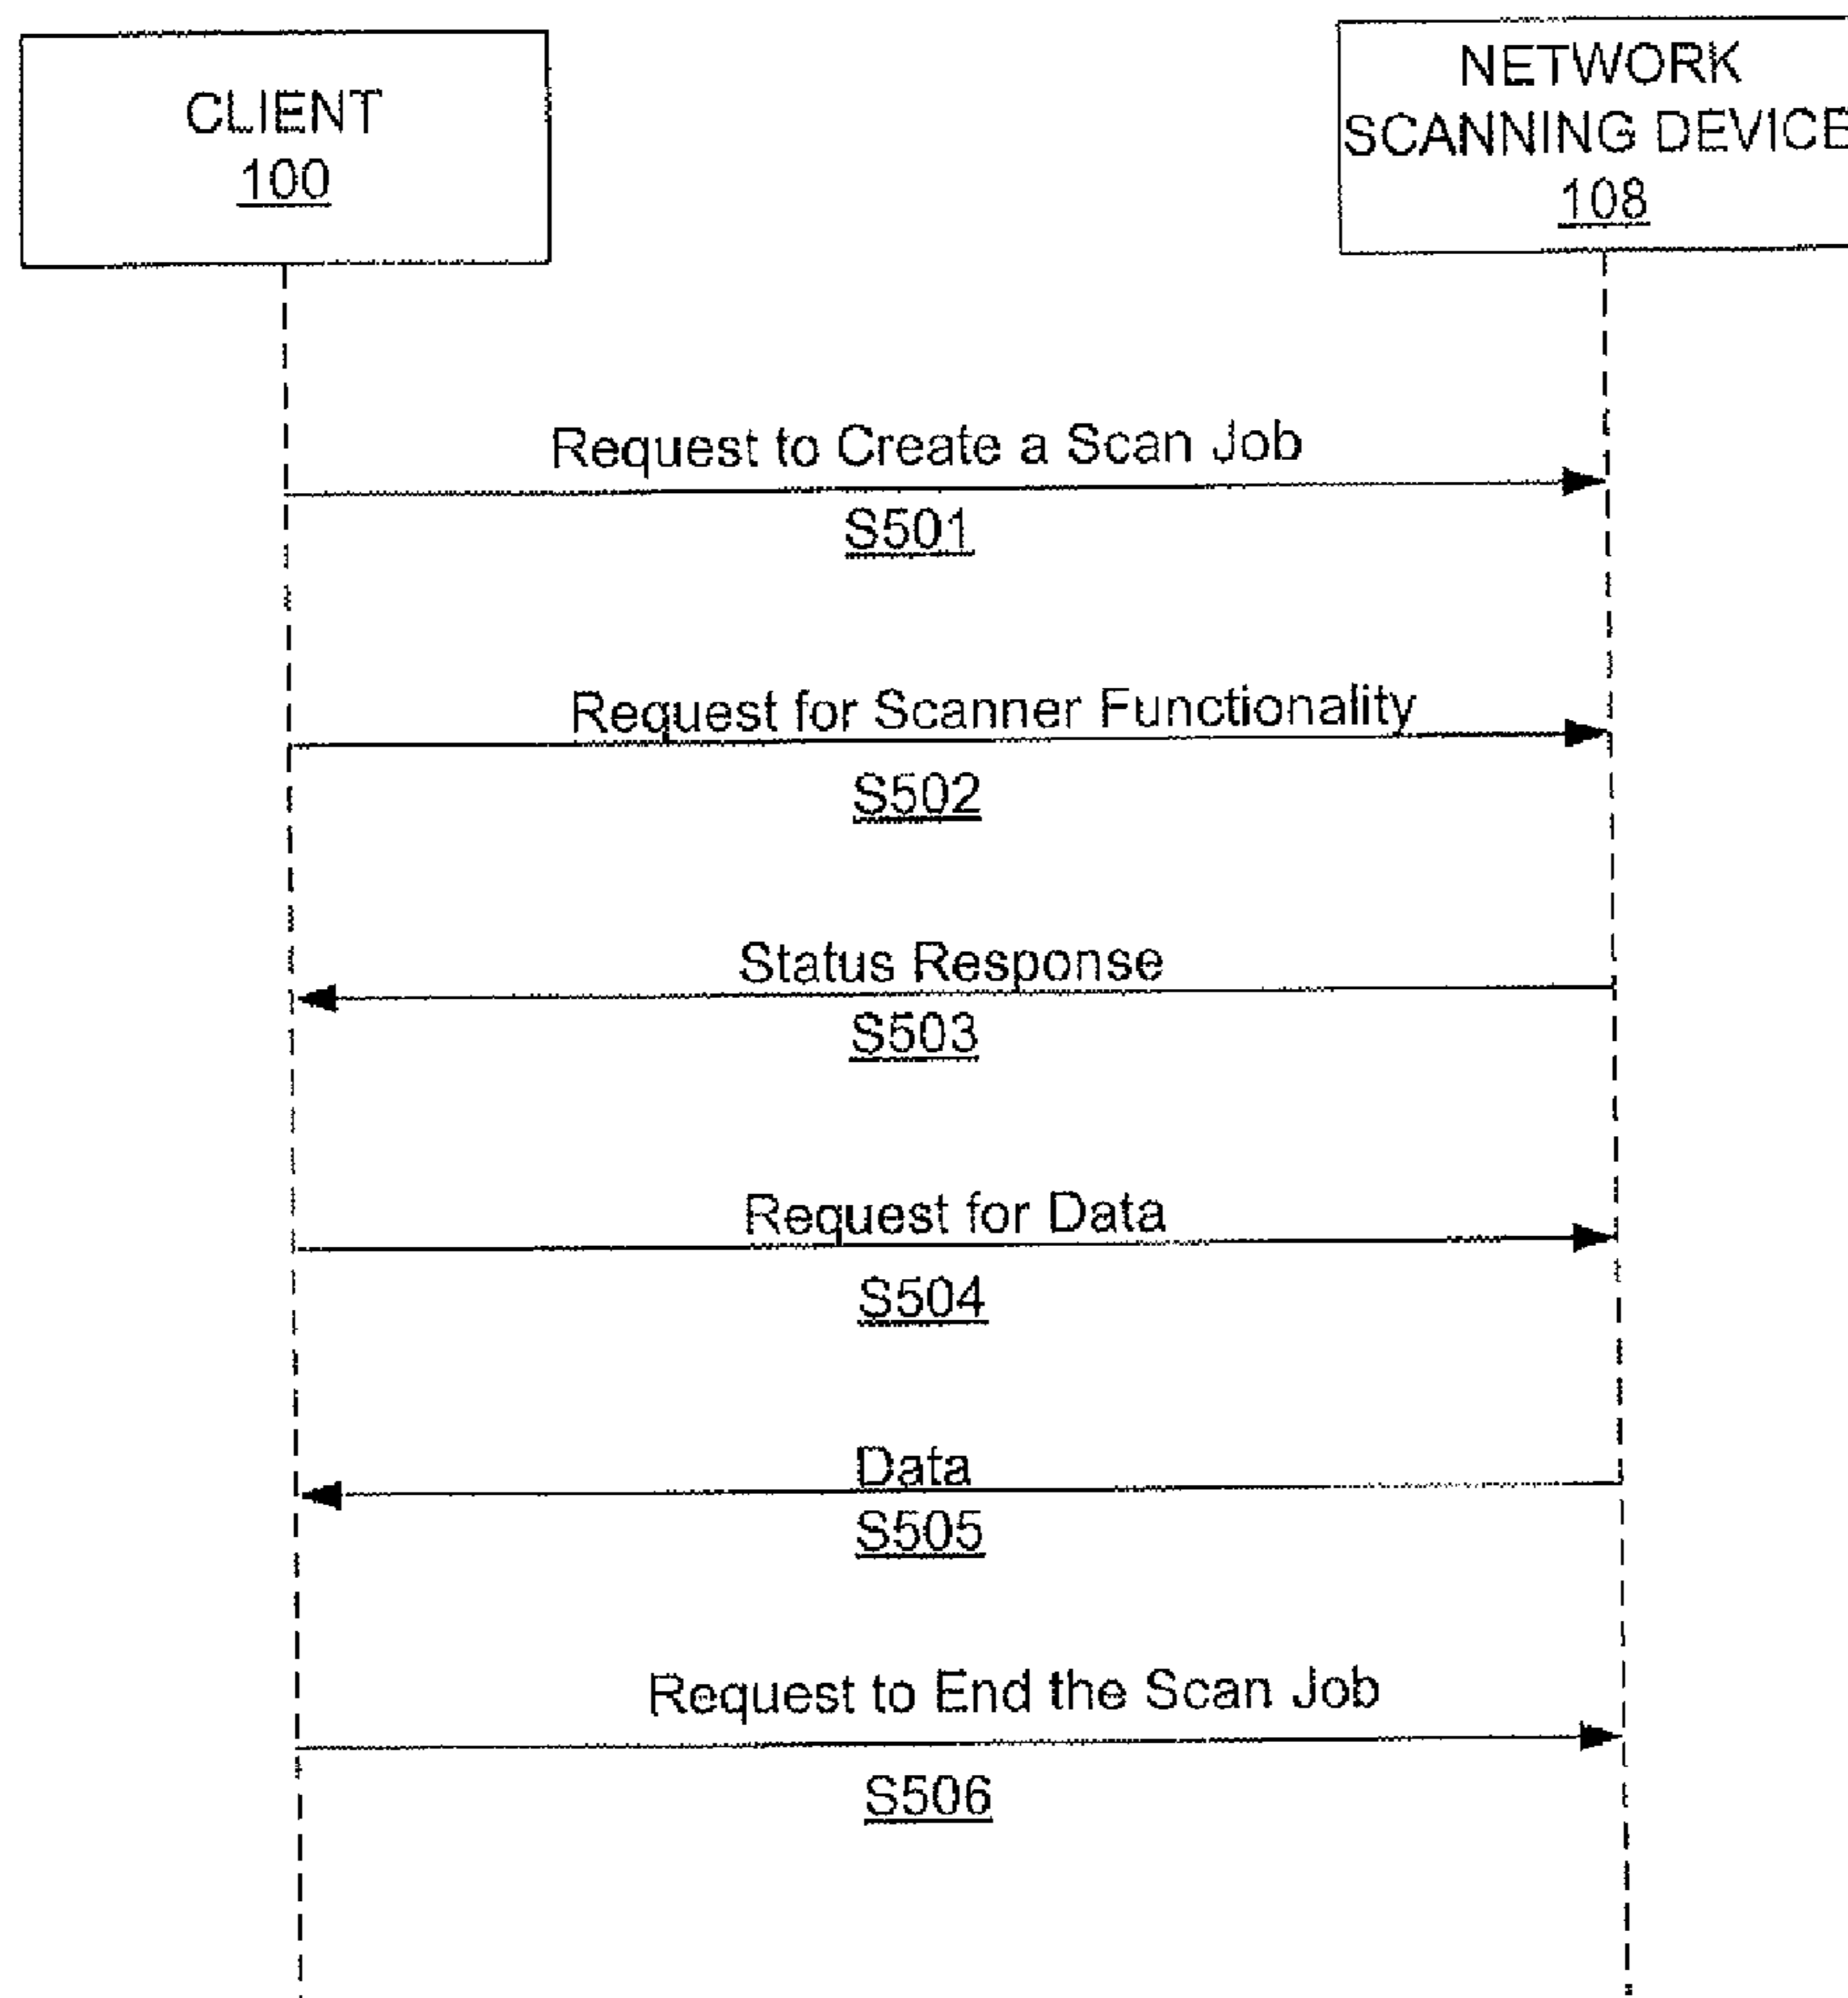 CLIENT
100
NETWORK
SCANNING DEVICE
108
Request to Create a Scan Job
S501
Request for Scanner Functionality
S502
Status Response
S503
Request for Data
S504
Data
S505
Request to End the Scan Job
S506